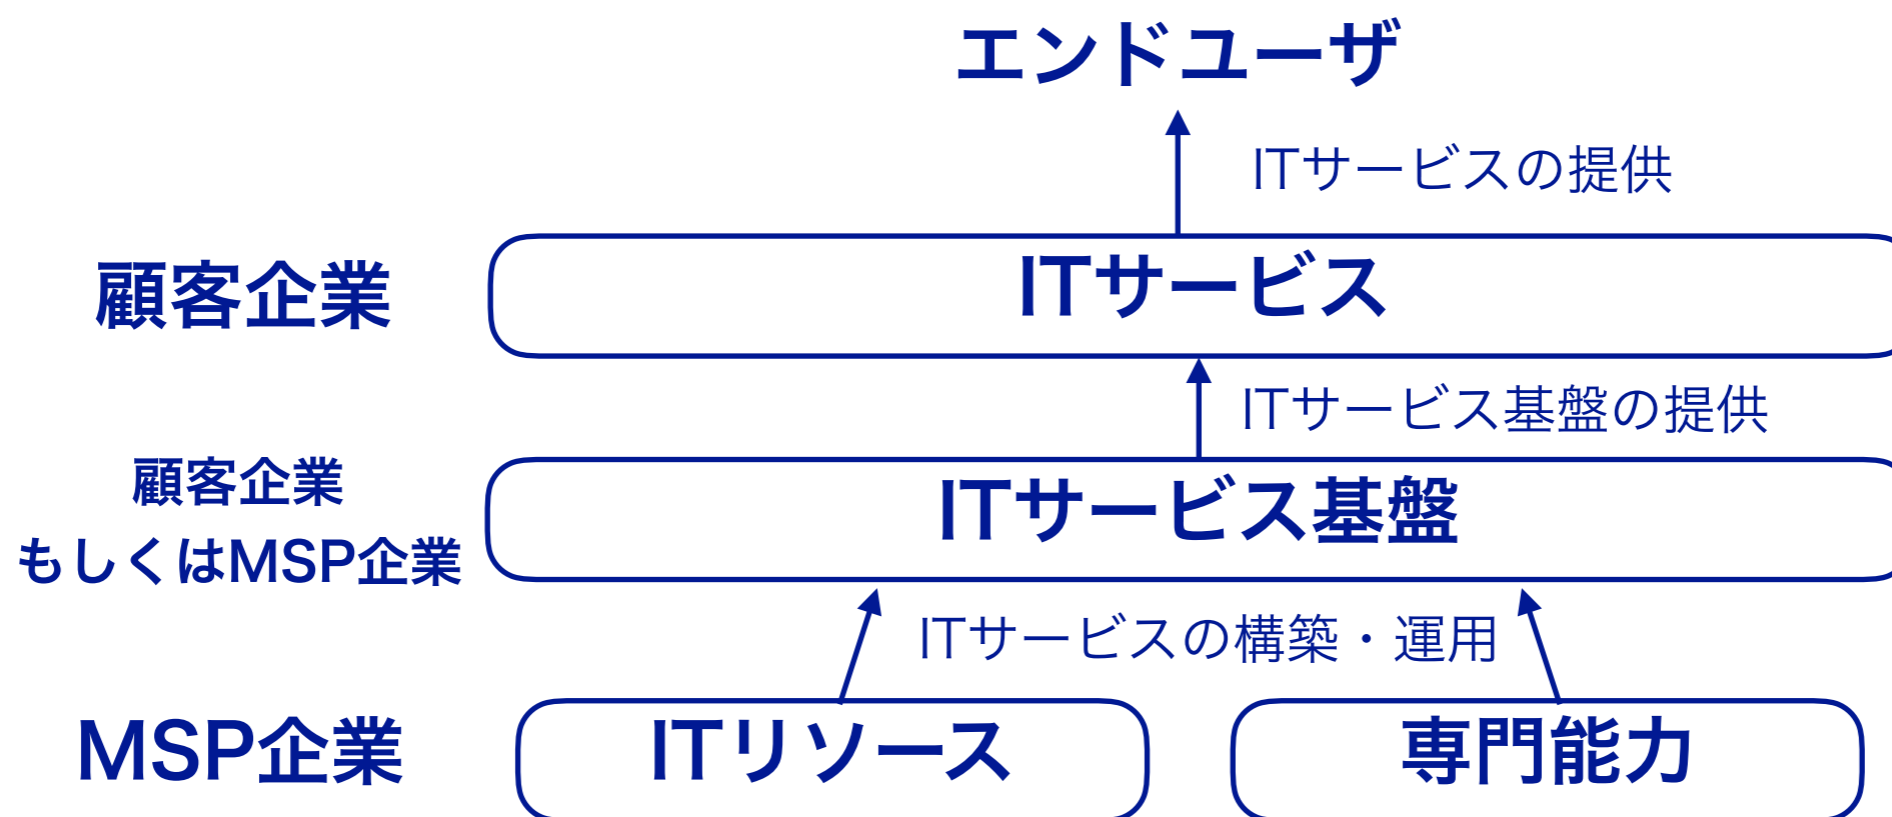 エンドユーザ
ITサービスの提供
顧客企業
ITサービス
ITサービス基盤の提供
顧客企業
もしくはMSP企業
ITサービス基盤
ITサービスの構築・運用
MSP企業
ITリソース
専門能力